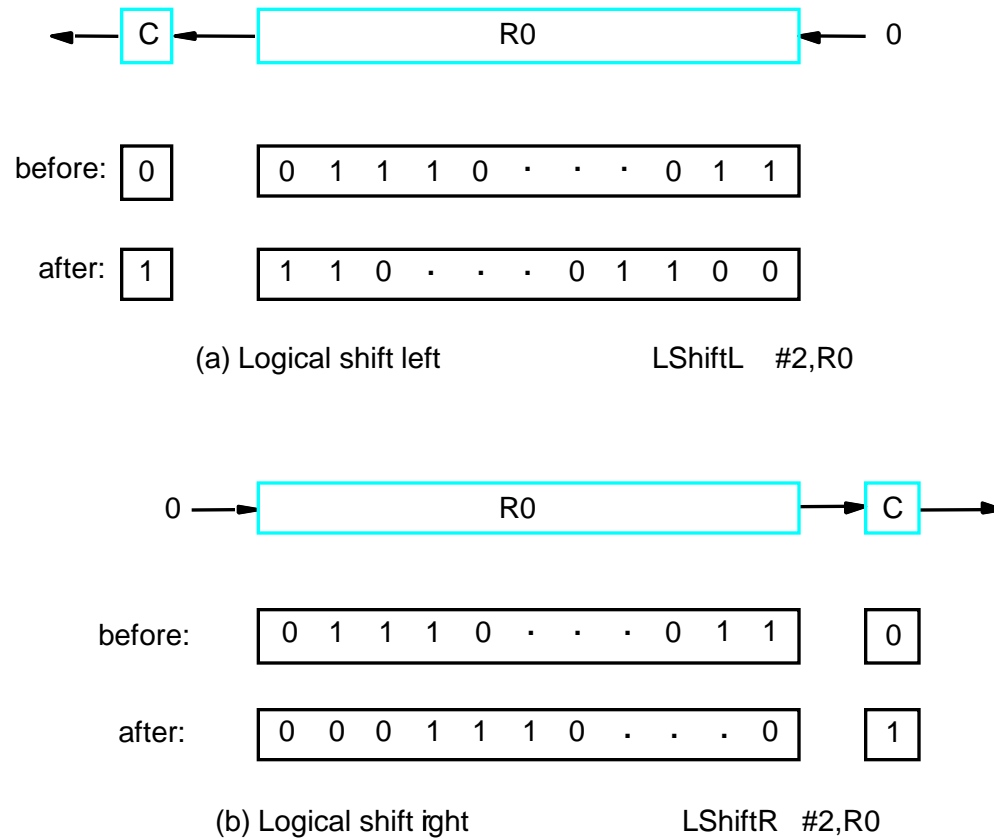 C R0 0
before: 0 0 1 1 1 0 . . . 0 1 1
after: 1 1 1 0 . . . 0 1 1 0 0
(a) Logical shift left LShiftL #2,R0
0 R0 C
before: 0 1 1 1 0 . . . 0 1 1 0
after: 0 0 0 1 1 1 0 . . . 0 1
(b) Logical shift right LShiftR #2,R0